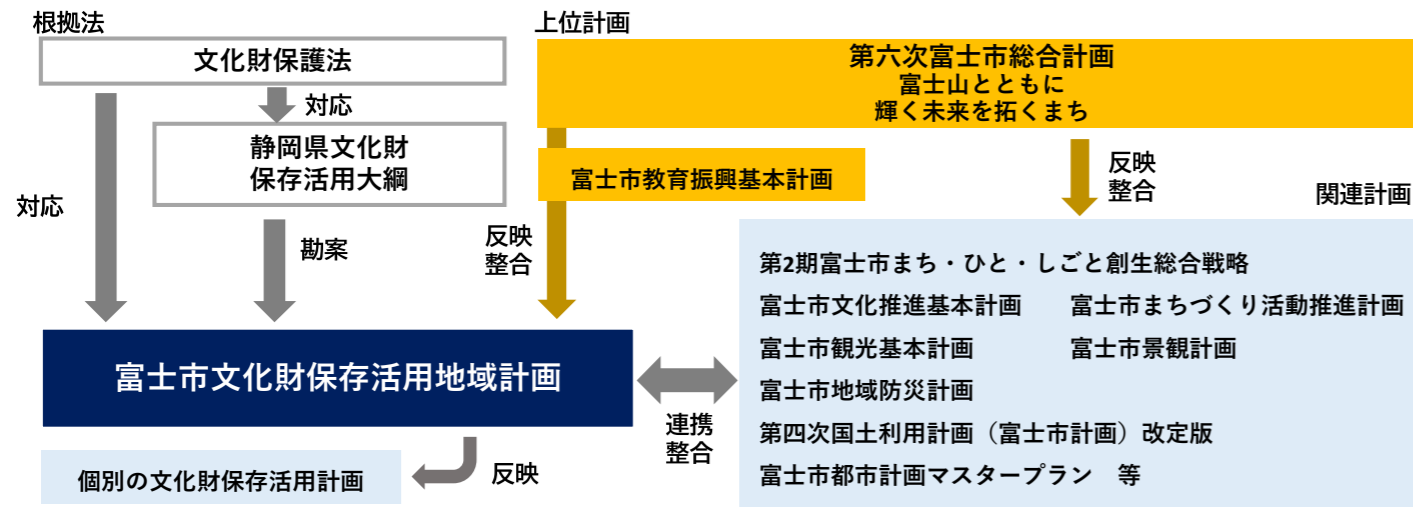 根拠法
文化財保護法
対応
静岡県文化財
保存活用大綱
対応
勘案
上位計画
第六次富士市総合計画
富士山とともに
輝く未来を拓くまち
富士市教育振興基本計画
反映
整合
反映
整合
関連計画
第2期富士市まち・ひと・しごと創生総合戦略
富士市文化推進基本計画　富士市まちづくり活動推進計画
富士市観光基本計画　富士市景観計画
富士市地域防災計画
第四次国土利用計画（富士市計画）改定版
富士市都市計画マスタープラン　等
富士市文化財保存活用地域計画
連携
整合
反映
個別の文化財保存活用計画